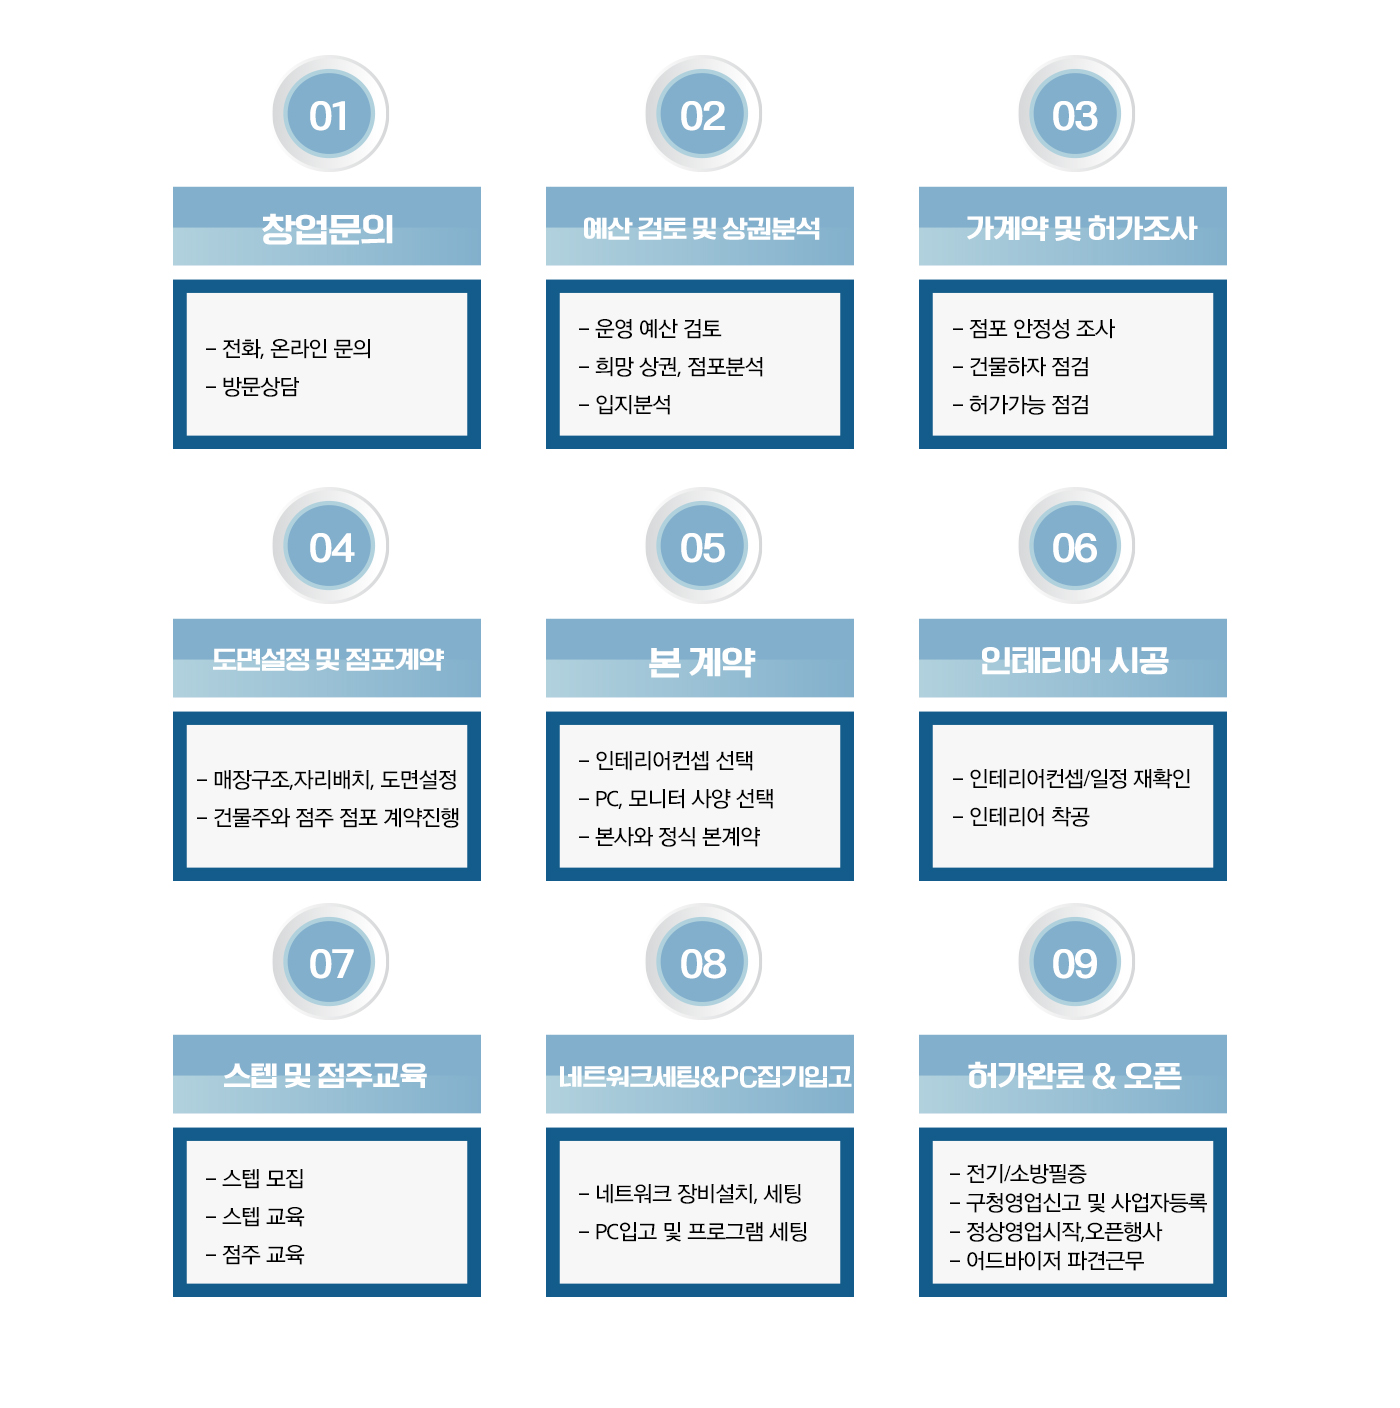 01
창업문의
- 전화, 온라인 문의
- 방문상담
02
예산 검토 및 상권분석
- 운영 예산 검토
- 희망 상권, 점포분석
- 입지분석
03
가계약 및 허가조사
- 점포 안정성 조사
- 건물하자 점검
- 허가가능 점검
04
도면설정 및 점포계약
- 매장구조,자리배치, 도면설정
- 건물주와 점주 점포 계약진행
05
본 계약
- 인테리어컨셉 선택
- PC, 모니터 사양 선택
- 본사와 정식 본계약
06
인테리어 시공
- 인테리어컨셉/일정 재확인
- 인테리어 착공
07
스텝 및 점주교육
- 스텝 모집
- 스텝 교육
- 점주 교육
08
네트워크세팅&PC집기입고
- 네트워크 장비설치, 세팅
- PC입고 및 프로그램 세팅
09
허가완료 & 오픈
- 전기/소방필증
- 구청영업신고 및 사업자등록
- 정상영업시작,오픈행사
- 어드바이저 파견근무